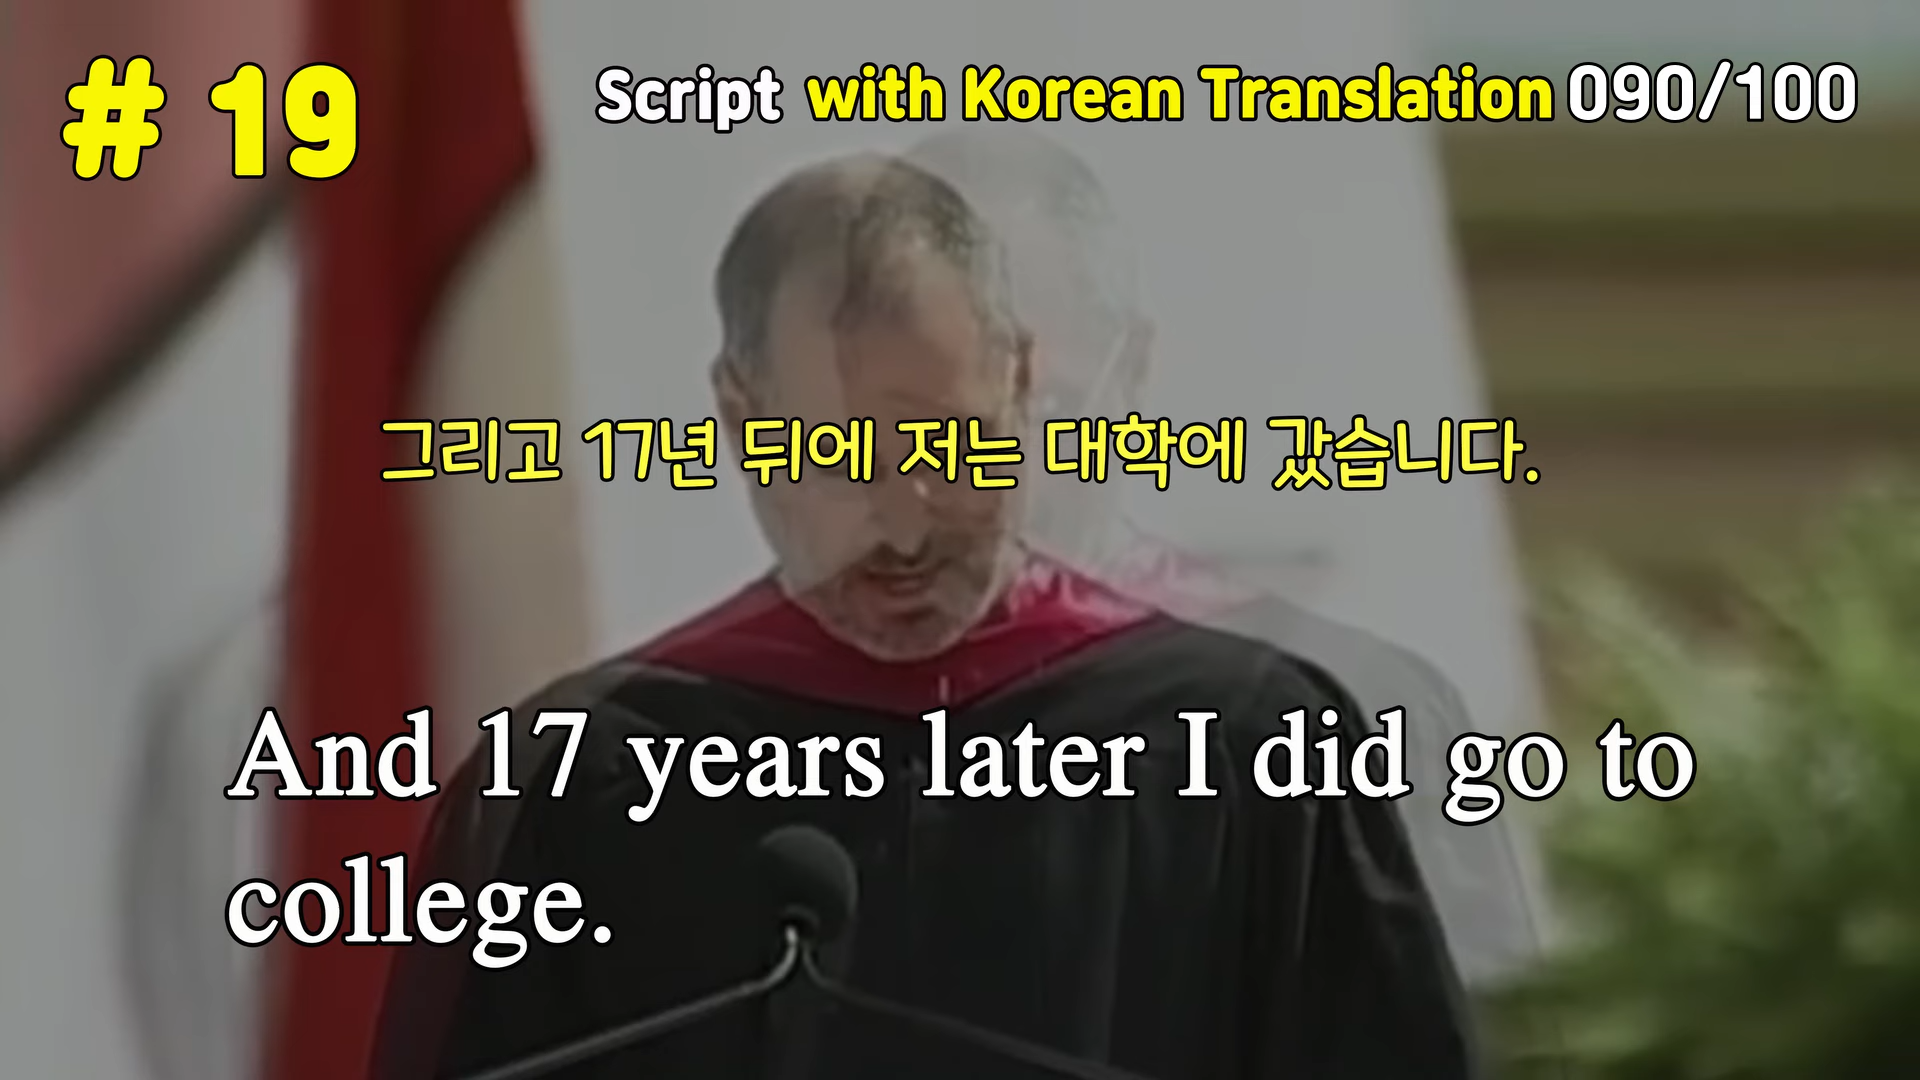 # 19
Script with Korean Translation 090/100
그리고 17년 뒤에 저는 대학에 갔습니다.
And 17 years later I did go to
college.